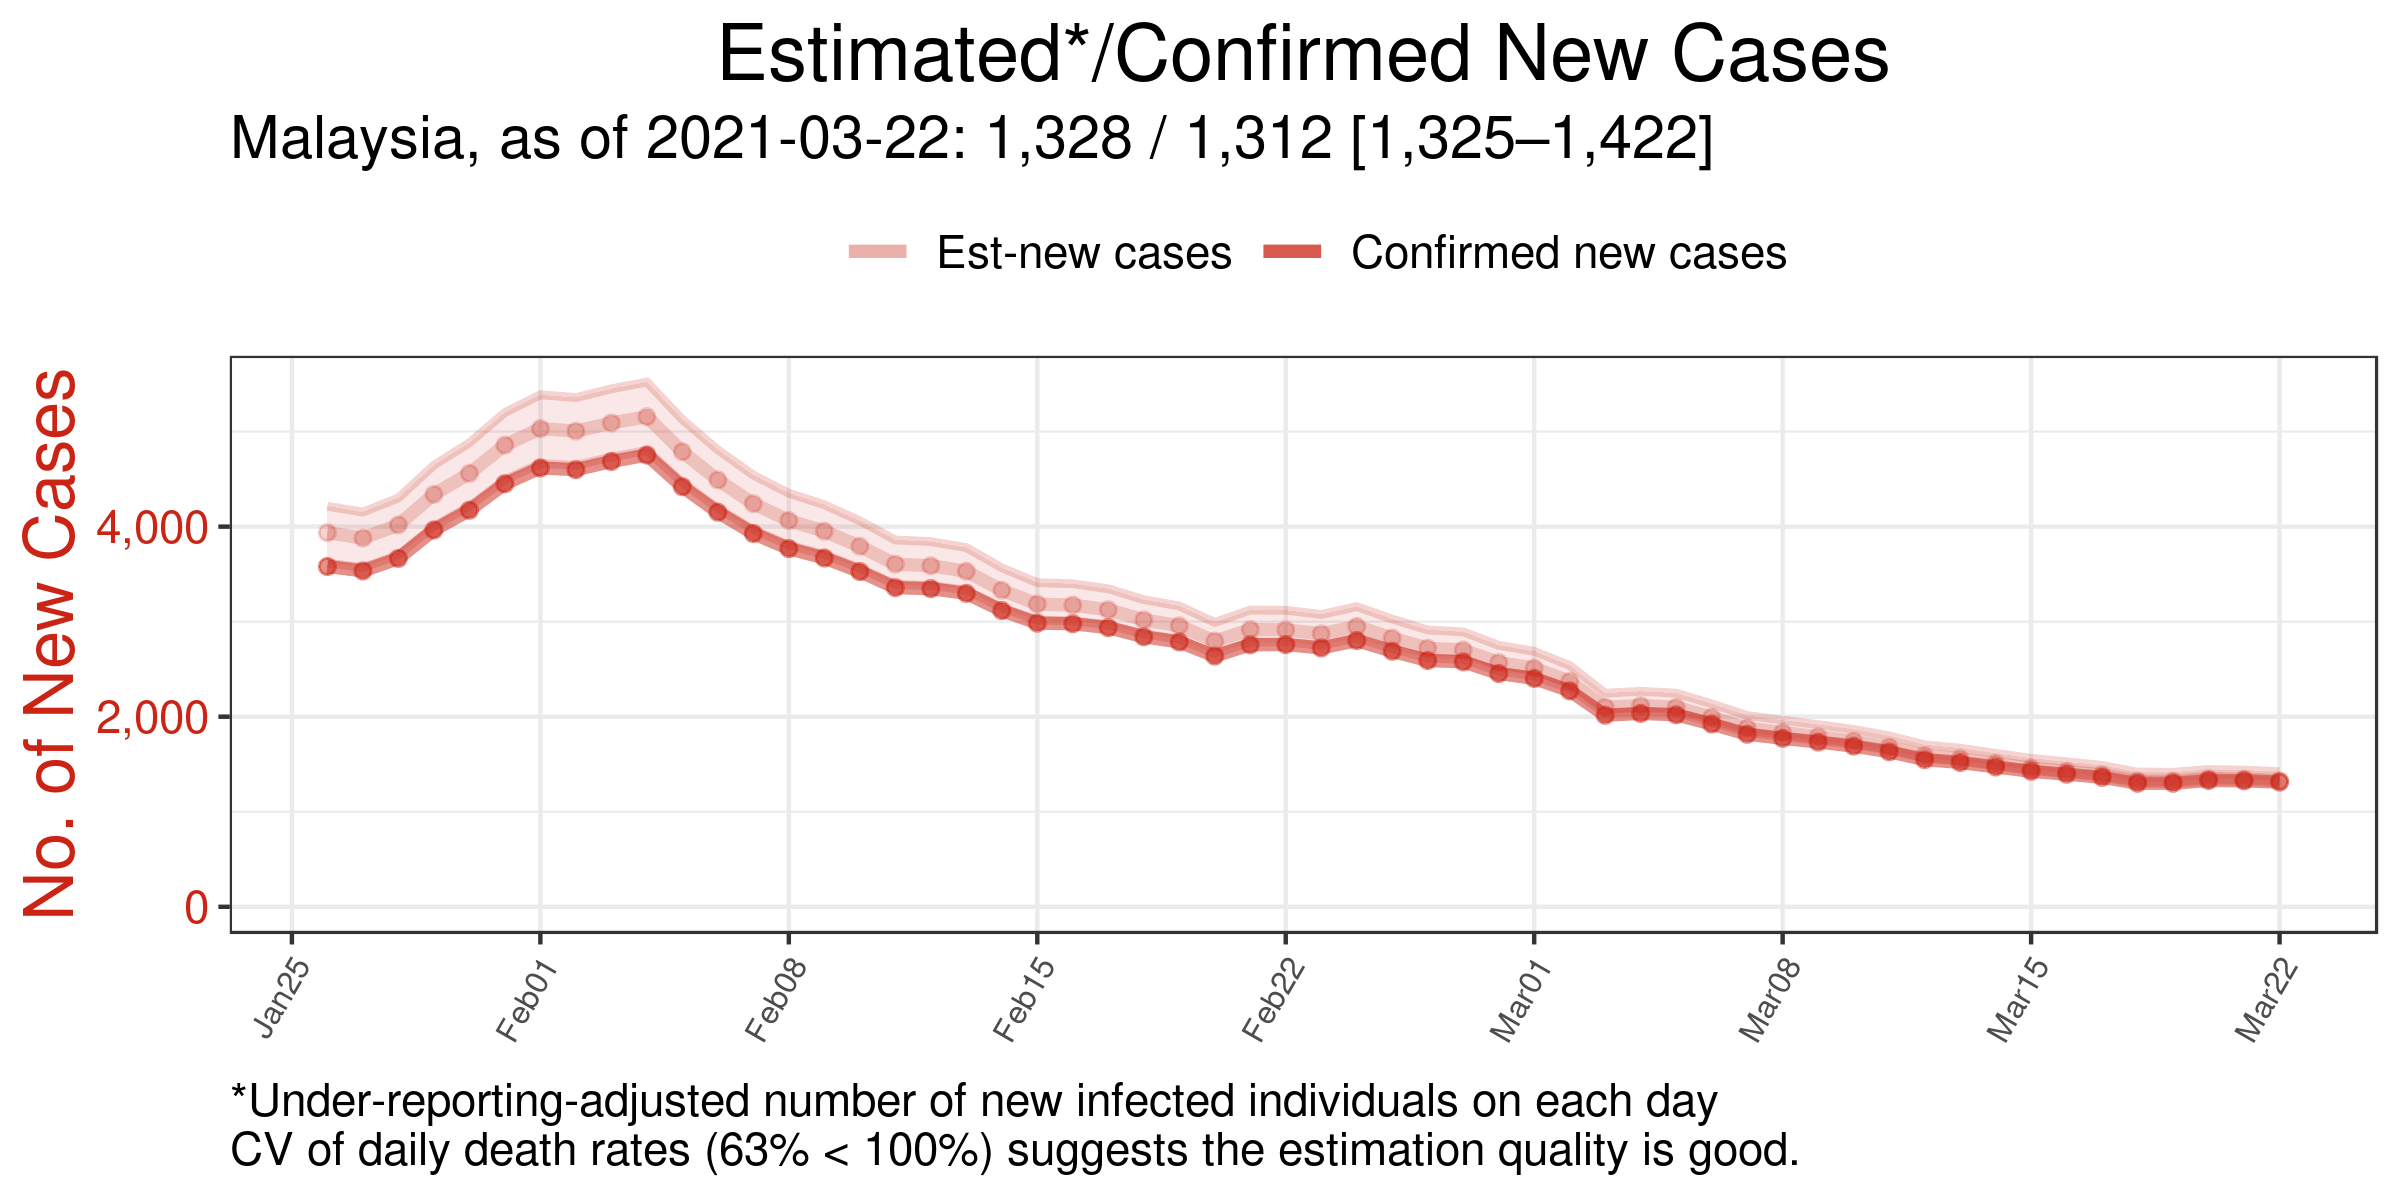 Estimated*/Confirmed New Cases
Malaysia, as of 2021-03-22: 1,328 / 1,312 [1,325–1,422]
Est-new cases Confirmed new cases
No. of New Cases
4,000
2,000
0
Jan25 Feb01 Feb08 Feb15 Feb22 Mar01 Mar08 Mar15 Mar22
*Under-reporting-adjusted number of new infected individuals on each day
CV of daily death rates (63% < 100%) suggests the estimation quality is good.